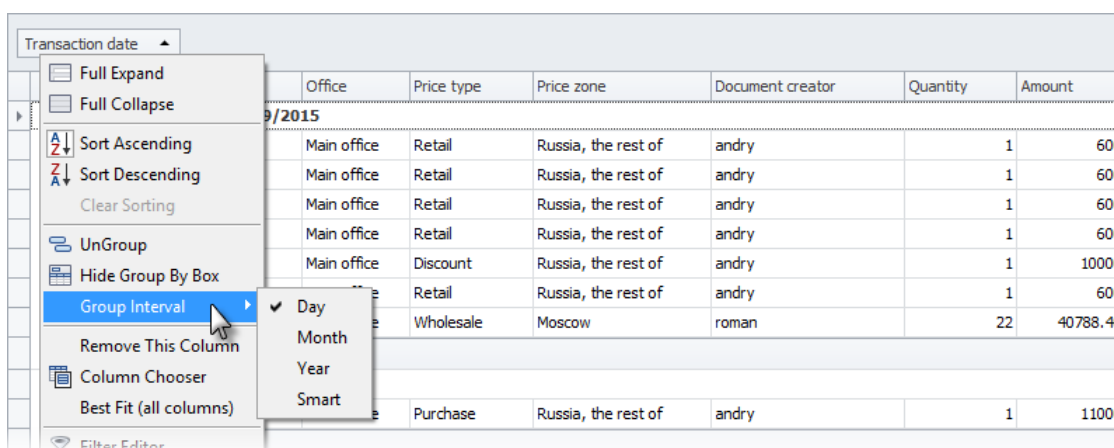 Transaction date
Full Expand
Office Price type Price zone Document creator Quantity Amount
Full Collapse
9/2015
Sort Ascending Main office Retail Russia, the rest of andry 1 60
Sort Descending Main office Retail Russia, the rest of andry 1 60
Clear Sorting Main office Retail Russia, the rest of andry 1 60
Main office Retail Russia, the rest of andry 1 60
UnGroup
Main office Discount Russia, the rest of andry 1 1000
Hide Group By Box
Retail Russia, the rest of andry 1 60
Group Interval Day
Wholesale Moscow roman 22 40788.4
Month
Remove This Column
Year
Column Chooser
Smart
Best Fit (all columns)
e Purchase Russia, the rest of andry 1 1100
Filter Editor